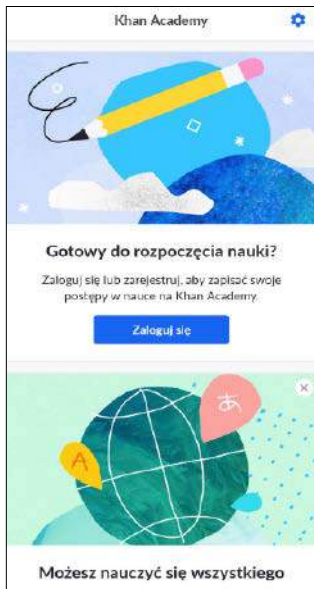 Khan Academy
Gotowy do rozpoczęcia nauki?
Zaloguj się lub zarejestruj, aby zapisać swoje
postępy w nauce na Khan Academy.
Zaloguj się
あ
A
Możesz nauczyć się wszystkiego